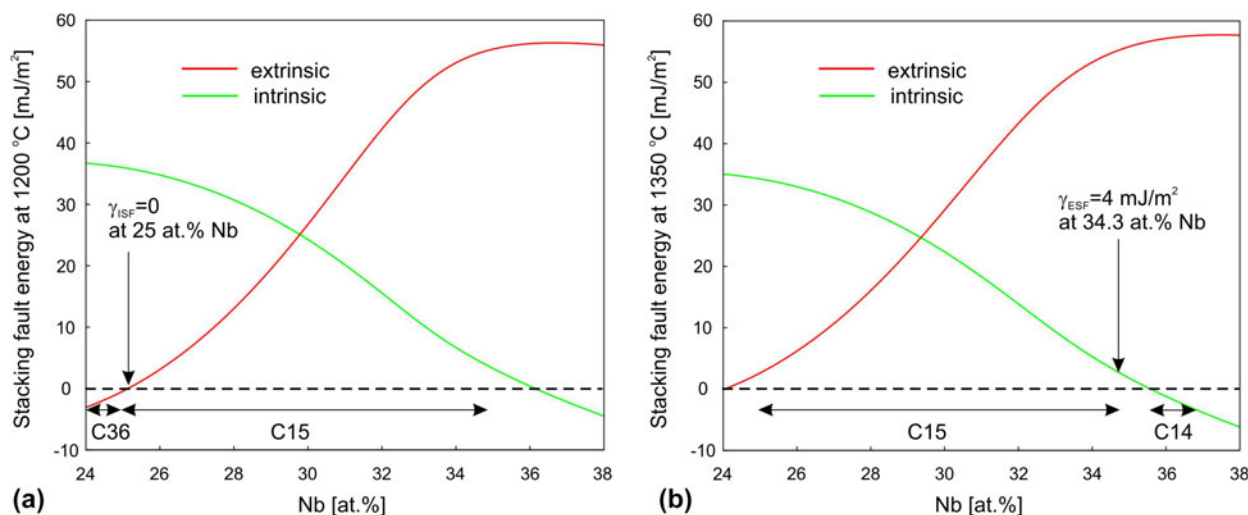 Stacking fault energy at 1200 °C [mJ/m²]
60
50
40
30
20
10
0
-10
extrinsic
intrinsic
γISF=0
at 25 at.% Nb
C36
C15
24 26 28 30 32 34 36 38
Nb [at.%]
(a)
Stacking fault energy at 1350 °C [mJ/m²]
60
50
40
30
20
10
0
-10
extrinsic
intrinsic
γESF=4 mJ/m²
at 34.3 at.% Nb
C15
C14
24 26 28 30 32 34 36 38
Nb [at.%]
(b)